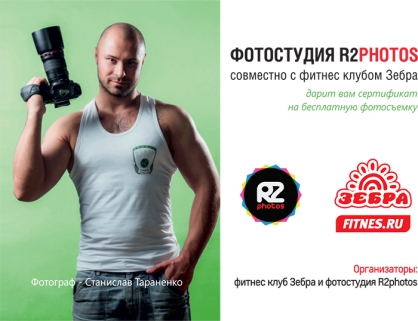 ФОТОСТУДИЯ R2PHOTOS
совместно с фитнес клубом Зебра
дарит вам сертификат
на бесплатную фотосъемку
R2
photos
ЗЕБРА
FITNES.RU
Фотограф - Станислав Тараненко
Организаторы:
фитнес клуб Зебра и фотостудия R2photos